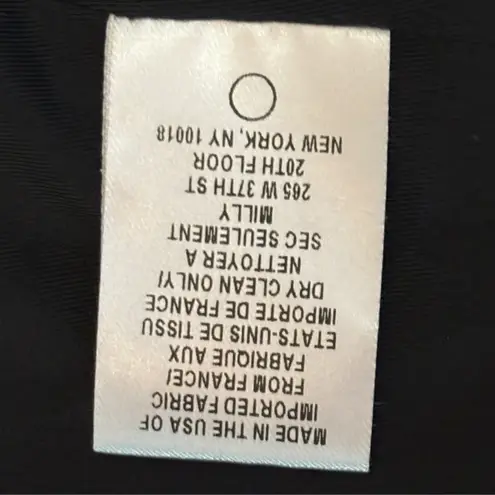 MADE IN THE USA OF
IMPORTED FABRIC
FROM FRANCE/
FABRIQUE AUX
ETATS-UNIS DE TISSU
IMPORTE DE FRANCE
DRY CLEAN ONLY/
NETTOYER A
SEC SEULEMENT
MILLY
265 W 37TH ST
20TH FLOOR
NEW YORK, NY 10018